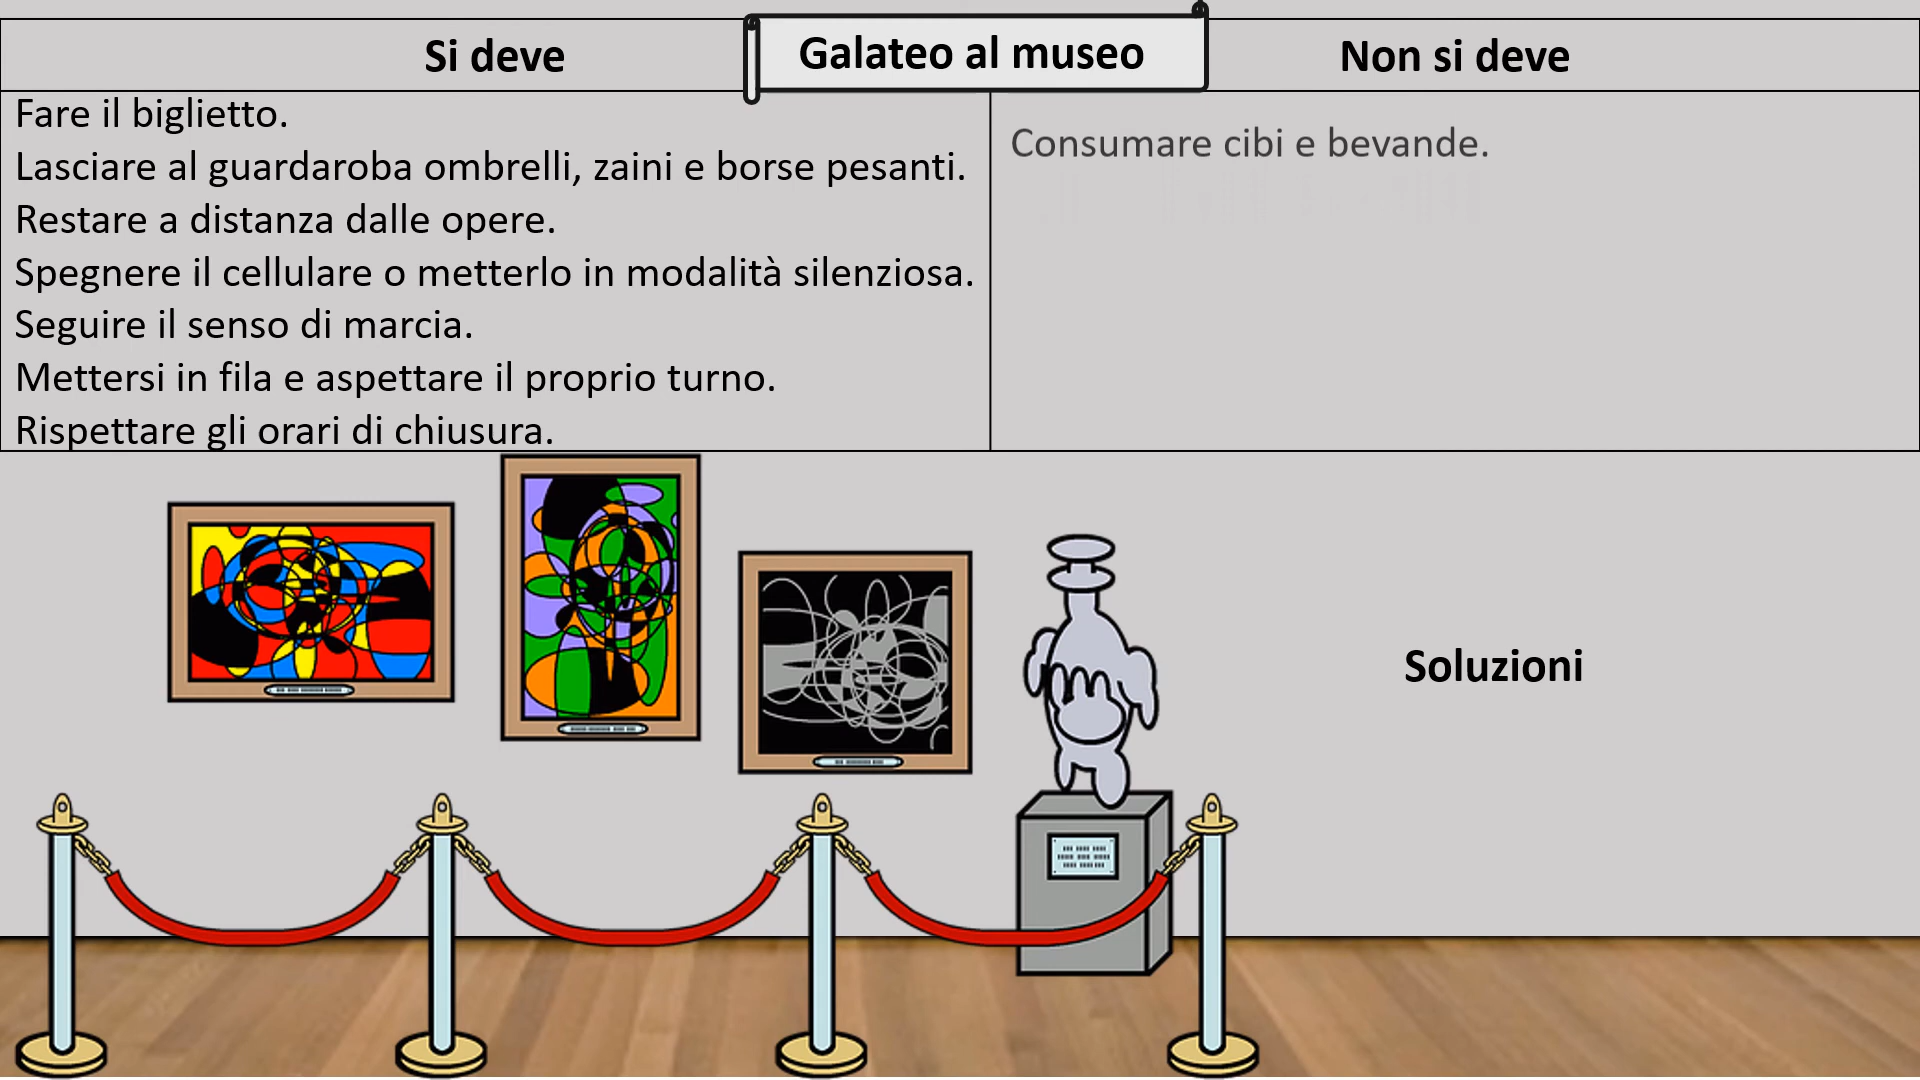 Galateo al museo
Si deve
Non si deve
Fare il biglietto.
Lasciare al guardaroba ombrelli, zaini e borse pesanti.
Restare a distanza dalle opere.
Spegnere il cellulare o metterlo in modalità silenziosa.
Seguire il senso di marcia.
Mettersi in fila e aspettare il proprio turno.
Rispettare gli orari di chiusura.
Consumare cibi e bevande.
Soluzioni